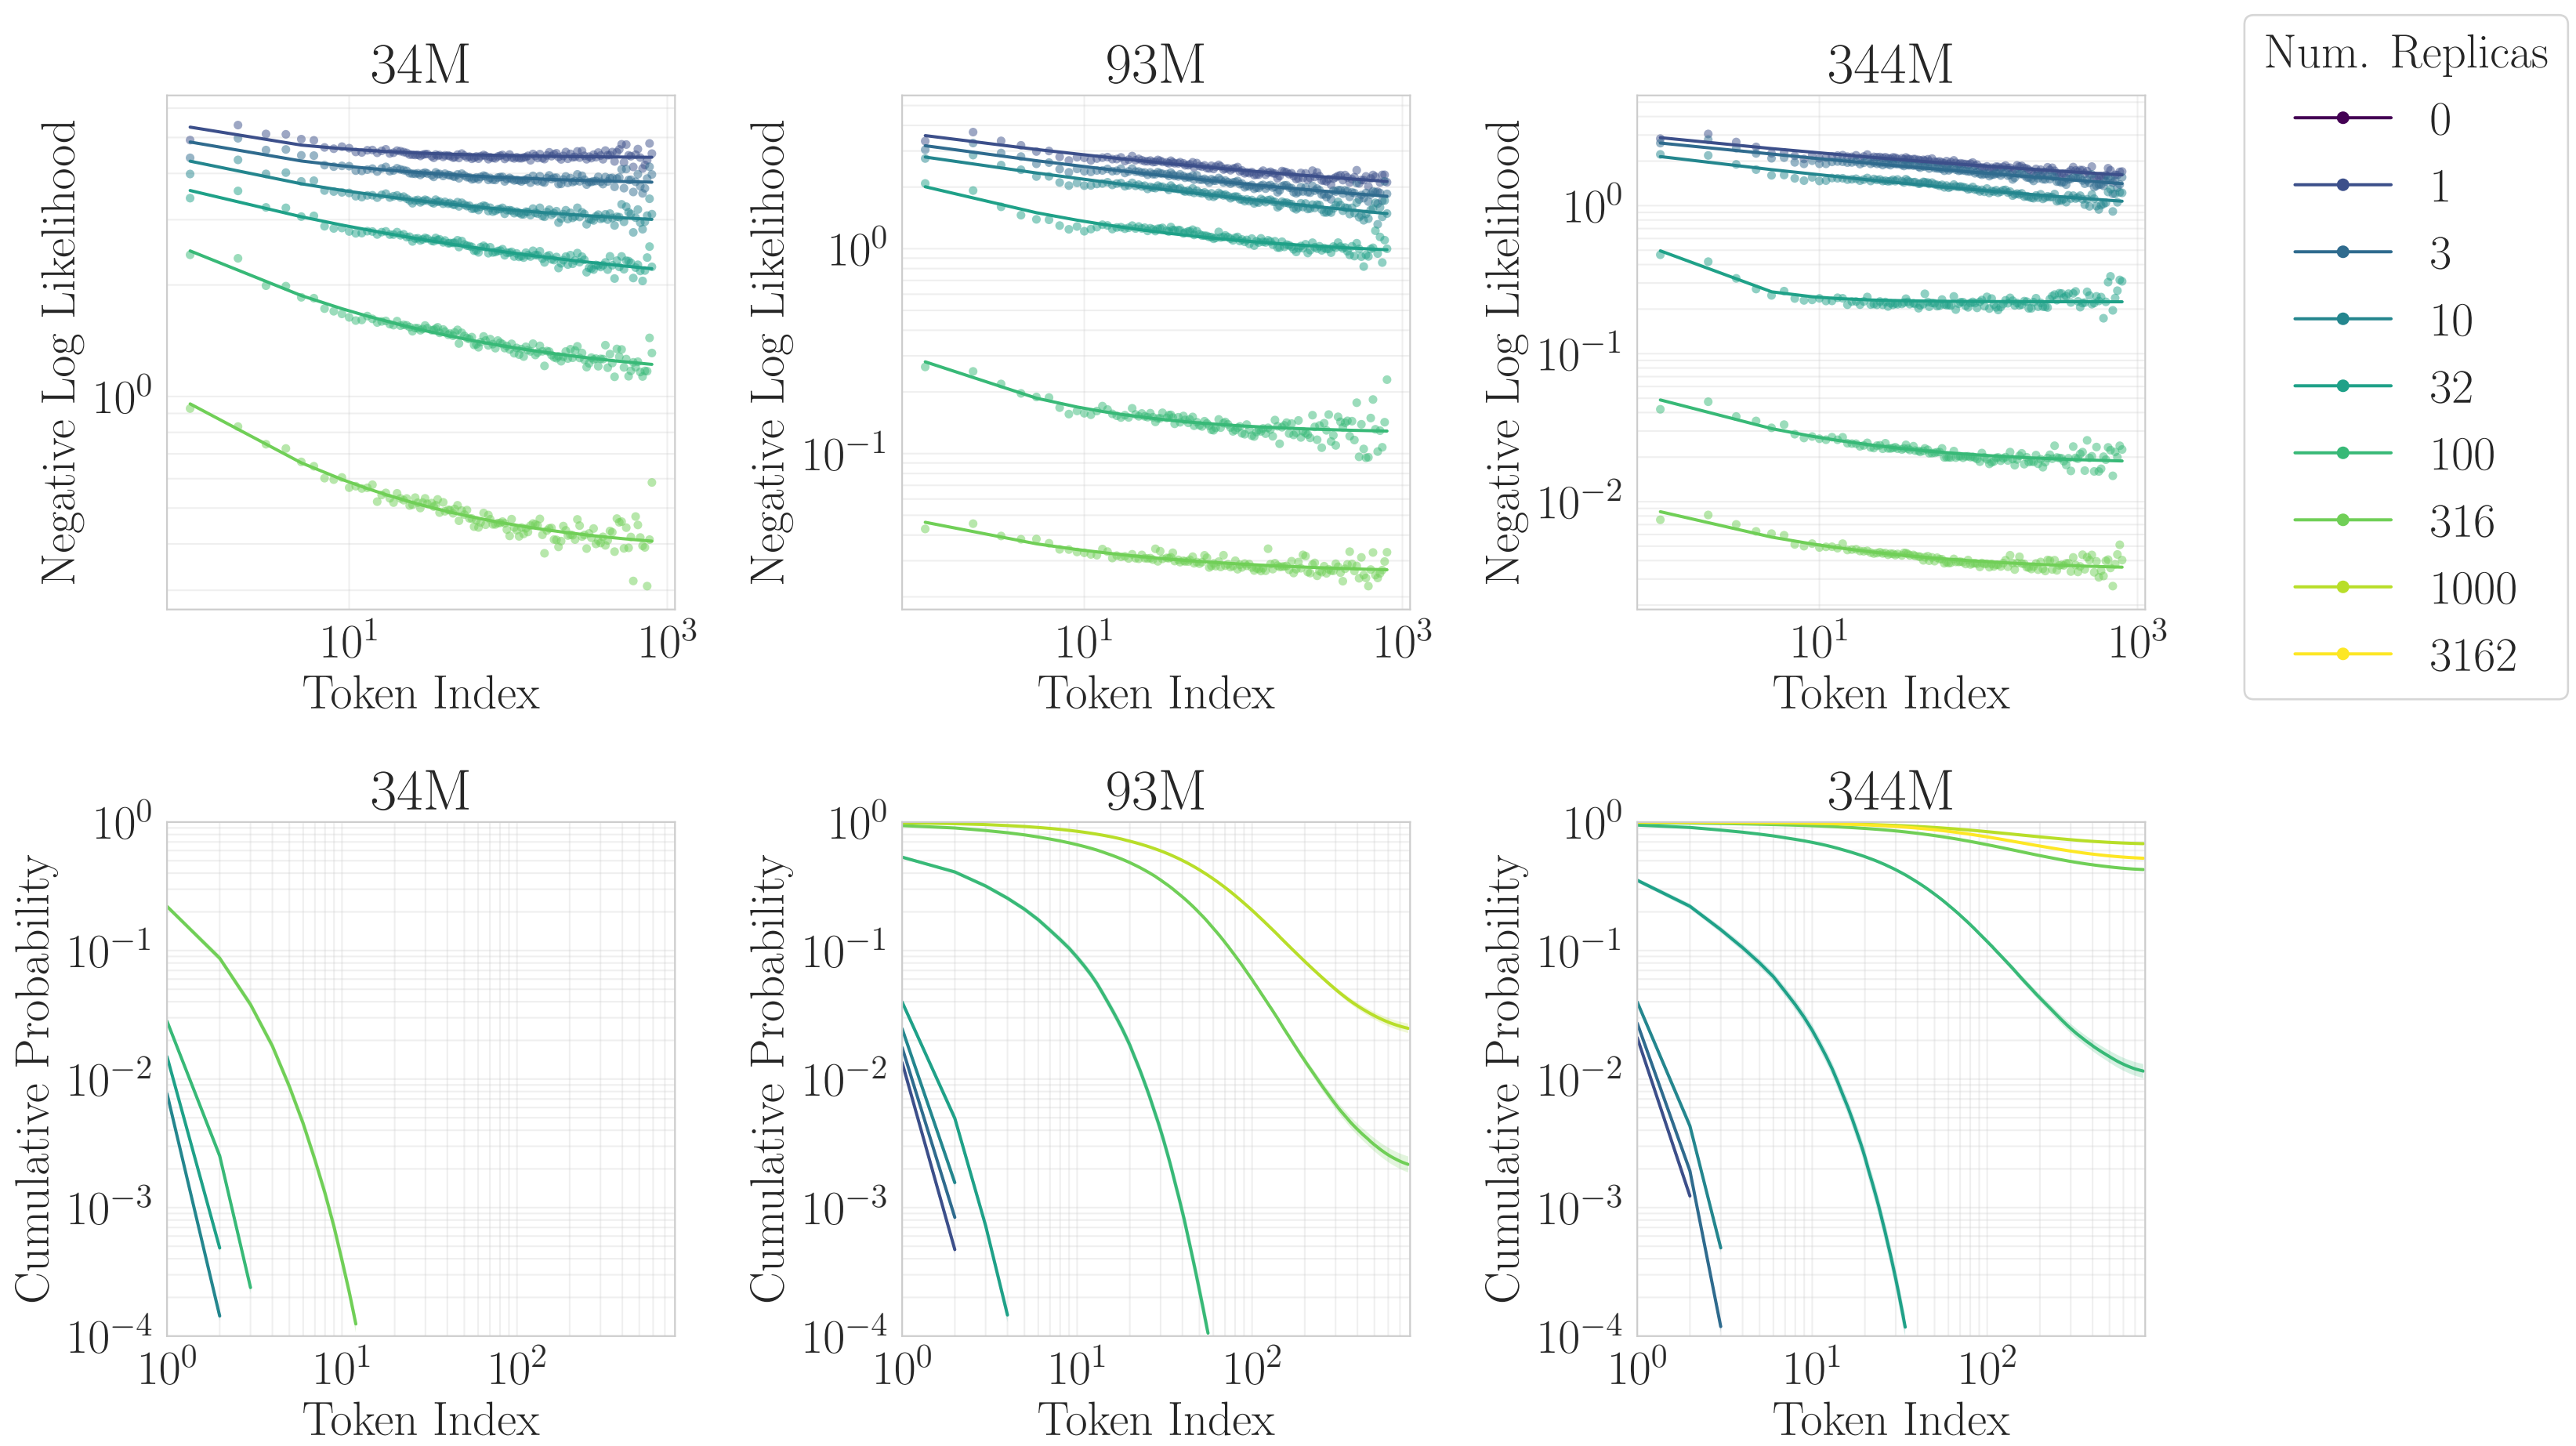 34M
93M
344M
Num. Replicas
0
1
3
10
32
100
316
1000
3162
Negative Log Likelihood
10^0
10^1
10^3
Token Index
Negative Log Likelihood
10^0
10^-1
10^1
10^3
Token Index
Negative Log Likelihood
10^0
10^-1
10^-2
10^1
10^3
Token Index
34M
93M
344M
Cumulative Probability
10^0
10^-1
10^-2
10^-3
10^-4
10^0
10^1
10^2
Token Index
Cumulative Probability
10^0
10^-1
10^-2
10^-3
10^-4
10^0
10^1
10^2
Token Index
Cumulative Probability
10^0
10^-1
10^-2
10^-3
10^-4
10^0
10^1
10^2
Token Index